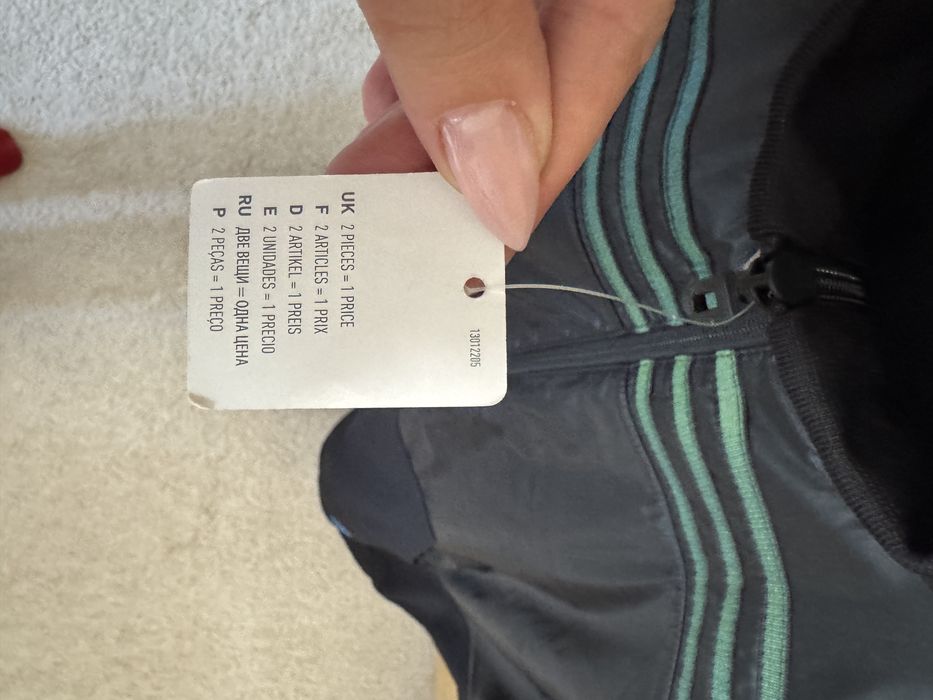 13012205
UK 2 PIECES = 1 PRICE
F 2 ARTICLES = 1 PRIX
D 2 ARTIKEL = 1 PREIS
E 2 UNIDADES = 1 PRECIO
RU ДВЕ ВЕЩИ = ОДНА ЦЕНА
P 2 PEÇAS = 1 PREÇO